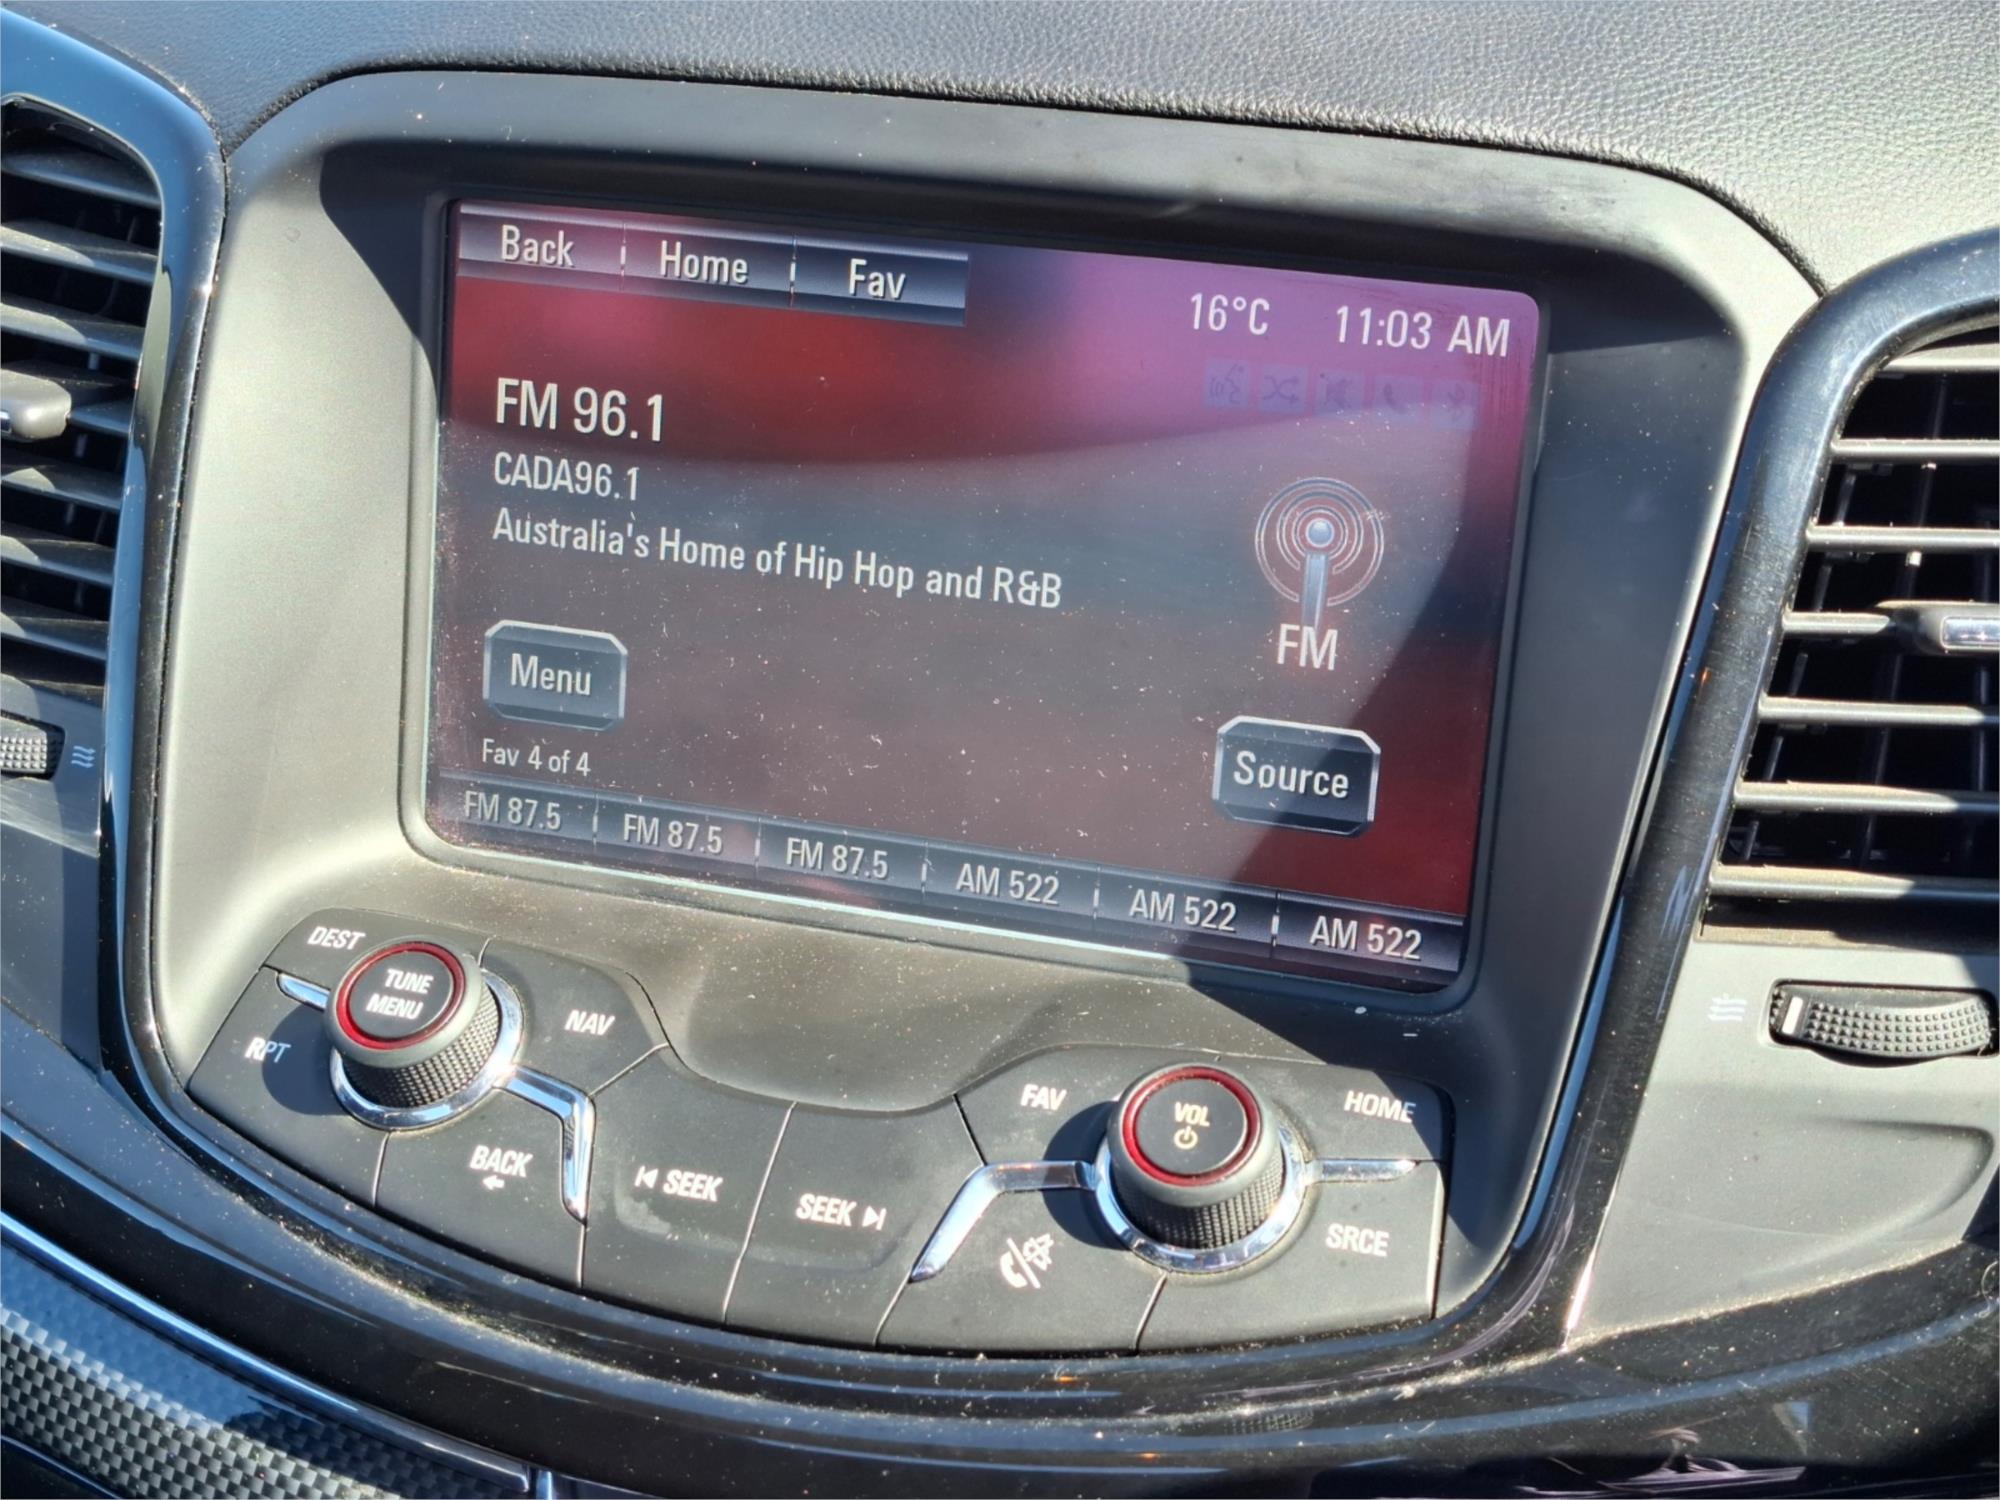 Back Home Fav
16°C 11:03 AM
FM 96.1
CADA96.1
Australia's Home of Hip Hop and R&B
FM
Menu
Source
Fav 4 of 4
FM 87.5 FM 87.5 FM 87.5 AM 522 AM 522 AM 522
DEST
TUNE
MENU
NAV
RPT
BACK
SEEK
SEEK
FAV
VOL
HOME
SRCE